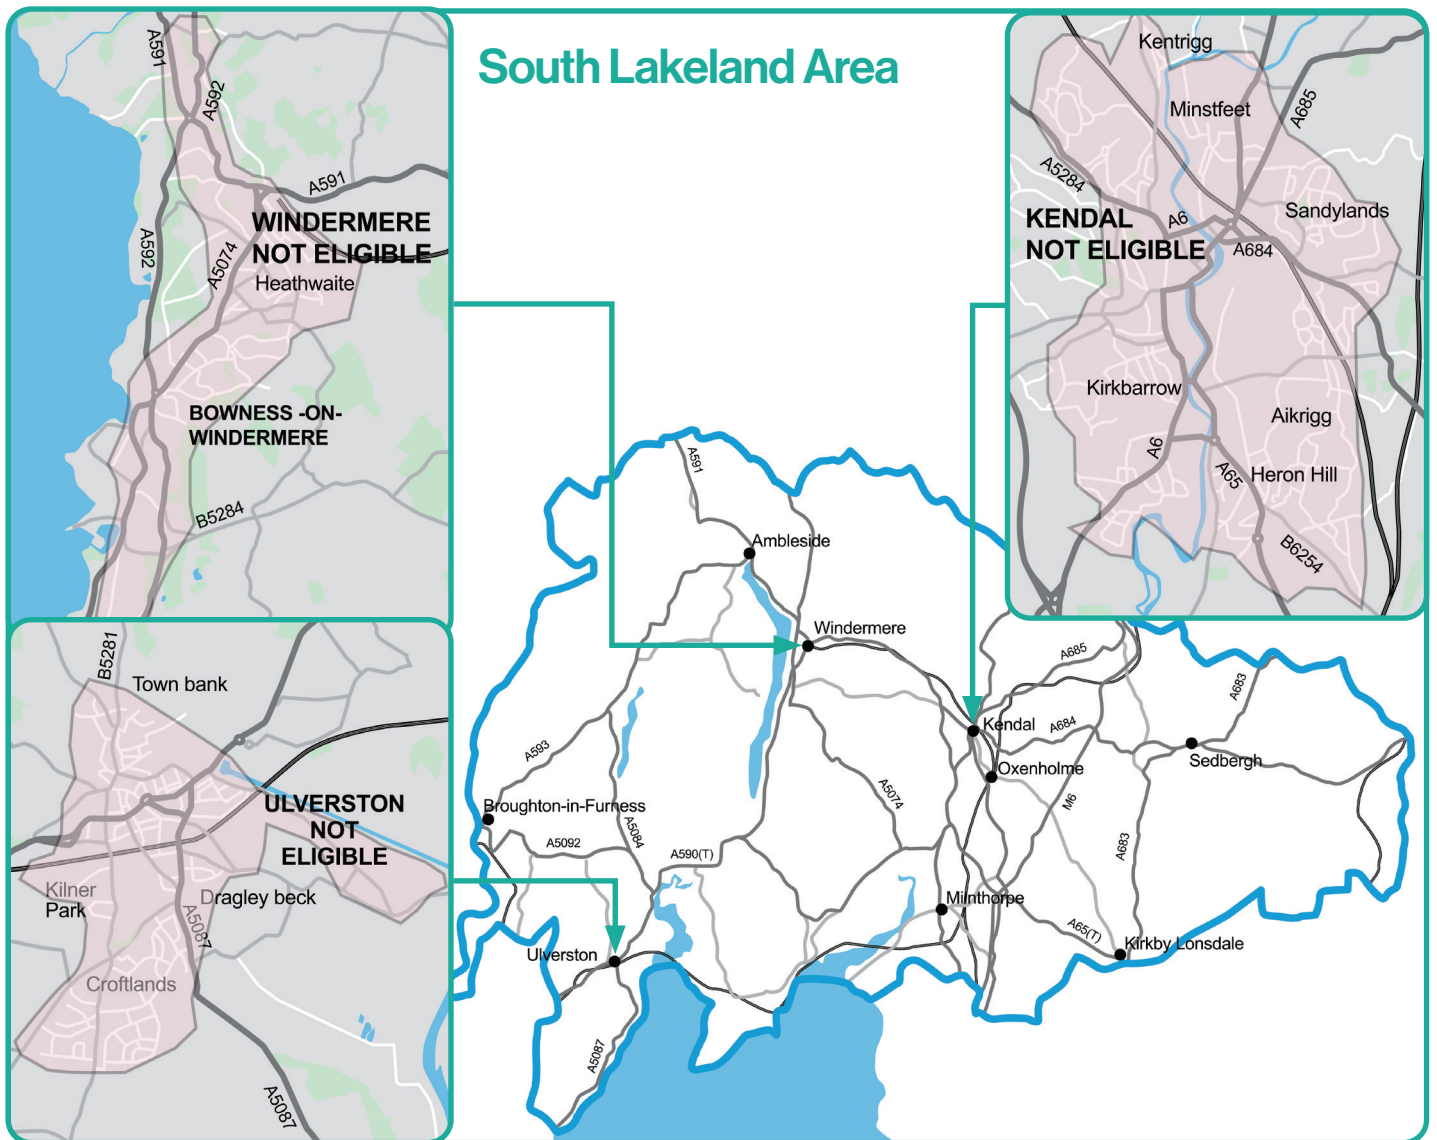 South Lakeland Area
A591
A592
A591
A592
A5074
WINDERMERE
NOT ELIGIBLE
Heathwaite
BOWNESS -ON-
WINDERMERE
B5284
Kentrigg
Minstfeet
A685
A5284
KENDAL
NOT ELIGIBLE
A6
Sandylands
A684
Kirkbarrow
Aikrigg
A6
A65
Heron Hill
B6254
B5281
Town bank
ULVERSTON
NOT
ELIGIBLE
Kilner
Park
Dragley beck
A5087
Croftlands
A5087
A591
Ambleside
Windermere
A685
A683
Kendal
A684
Sedbergh
A593
Oxenholme
Broughton-in-Furness
A5074
M6
A5084
A5092
A590(T)
A683
Milnthorpe
A65(T)
Kirkby Lonsdale
Ulverston
A5087